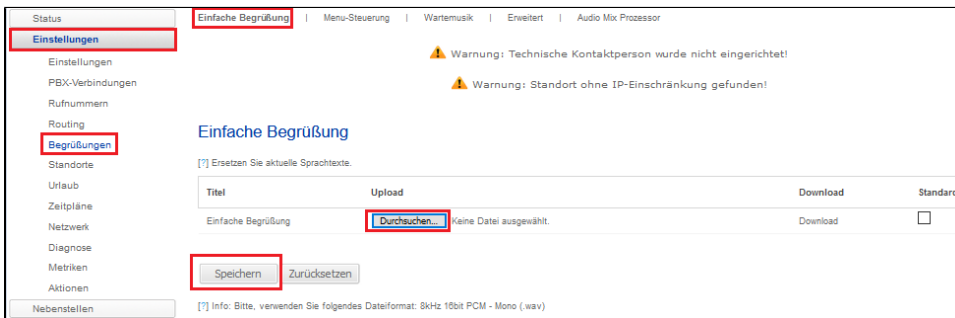 Status
Einfache Begrüßung | Menu-Steuerung | Wartemusik | Erweitert | Audio Mix Prozessor
Einstellungen
Warnung: Technische Kontaktperson wurde nicht eingerichtet!
Einstellungen
PBX-Verbindungen
Warnung: Standort ohne IP-Einschränkung gefunden!
Rufnummern
Routing
Einfache Begrüßung
Begrüßungen
Standorte
[?] Ersetzen Sie aktuelle Sprachtexte.
Urlaub
Titel Upload Download Standard
Zeitpläne
Einfache Begrüßung Durchsuchen... Keine Datei ausgewählt. Download
Netzwerk
Diagnose
Metriken
Speichern Zurücksetzen
Aktionen
Nebenstellen
[?] Info: Bitte, verwenden Sie folgendes Dateiformat: 8kHz 16bit PCM - Mono (.wav)